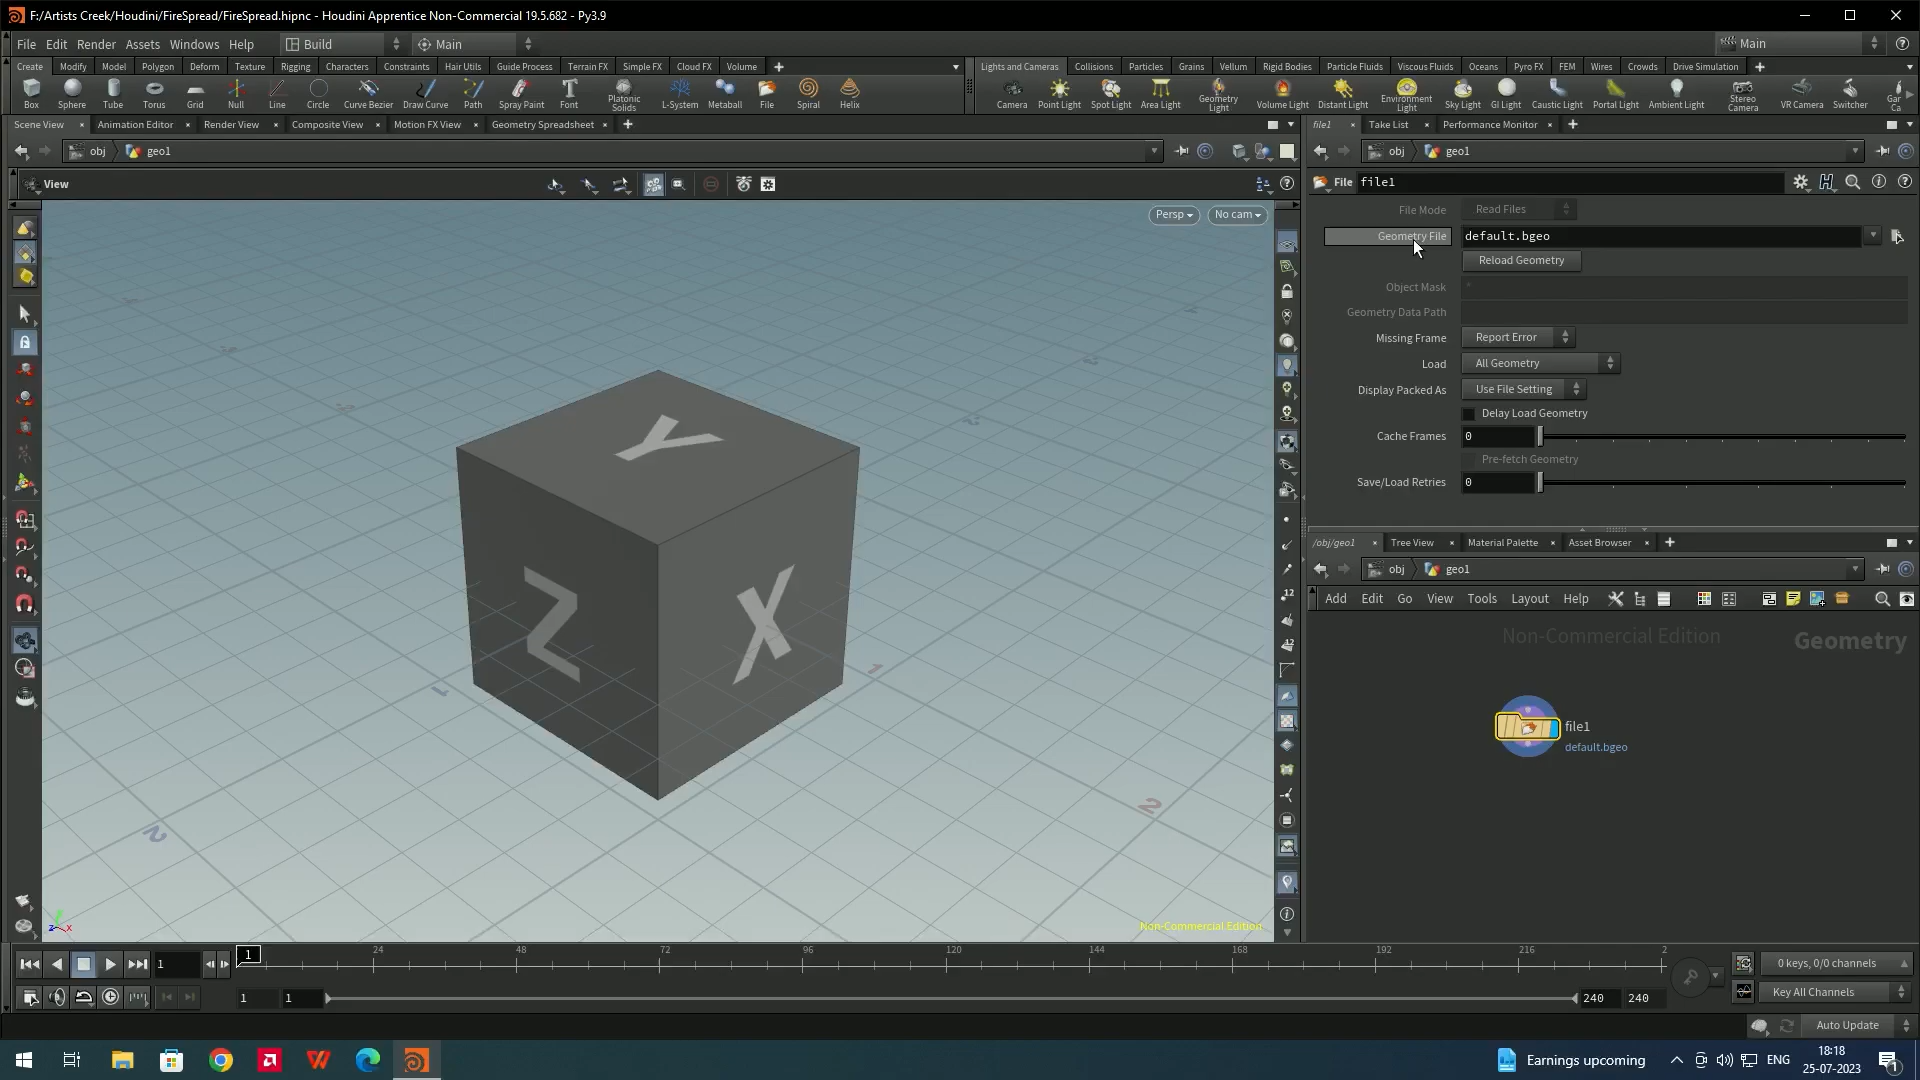 F:/Artists Creek/Houdini/FireSpread/FireSpread.hipnc - Houdini Apprentice Non-Commercial 19.5.682 - Py3.9
File Edit Render Assets Windows Help Build Main Main
Create Modify Model Polygon Deform Texture Rigging Characters Constraints Hair Utils Guide Process Terrain FX Simple FX Cloud FX Volume
Lights and Cameras Collisions Particles Grains Vellum Rigid Bodies Particle Fluids Viscous Fluids Oceans Pyro FX FEM Wires Crowds Drive Simulation
Box Sphere Tube Torus Grid Null Line Circle Curve Bezier Draw Curve Path Spray Paint Font Platonic Solids L-System Metaball File Spiral Helix
Camera Point Light Spot Light Area Light Geometry Light Volume Light Distant Light Environment Light Sky Light GI Light Caustic Light Portal Light Ambient Light Stereo Camera VR Camera Switcher Gar Ca
Scene View Animation Editor Render View Composite View Motion FX View Geometry Spreadsheet
file1 Take List Performance Monitor
obj geo1
obj geo1
View
File file1
Persp No cam
File Mode Read Files
Geometry File default.bgeo
Reload Geometry
Object Mask *
Geometry Data Path
Missing Frame Report Error
Load All Geometry
Display Packed As Use File Setting
Delay Load Geometry
Cache Frames 0
Pre-fetch Geometry
Save/Load Retries 0
/obj/geo1 Tree View Material Palette Asset Browser
obj geo1
Add Edit Go View Tools Layout Help
Non-Commercial Edition Geometry
file1
default.bgeo
Y
Z
X
1
1
2
2
12
12
z x
Non-Commercial Edition
1 1 24 48 72 96 120 144 168 192 216 2
0 keys, 0/0 channels
1 1 240 240
Key All Channels
Auto Update
Earnings upcoming
ENG
18:18
25-07-2023
1